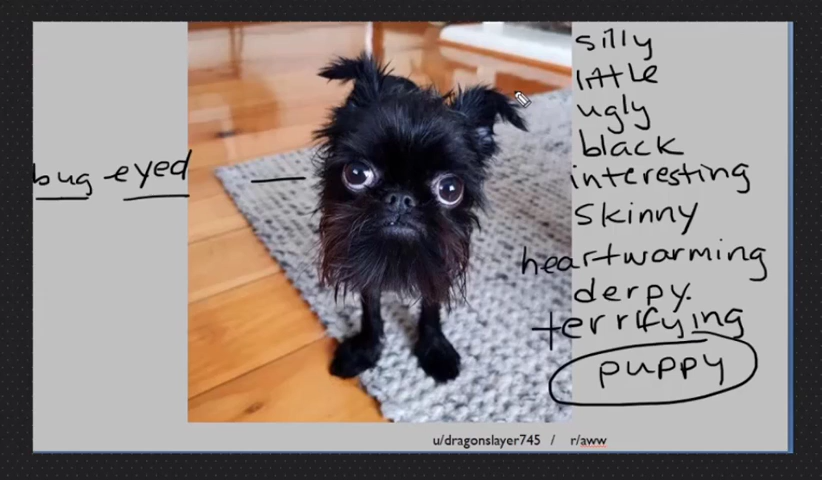 bug-eyed
silly
little
ugly
black
interesting
skinny
heartwarming
derpy.
terrifying
puppy
u/dragonslayer745 / r/aww